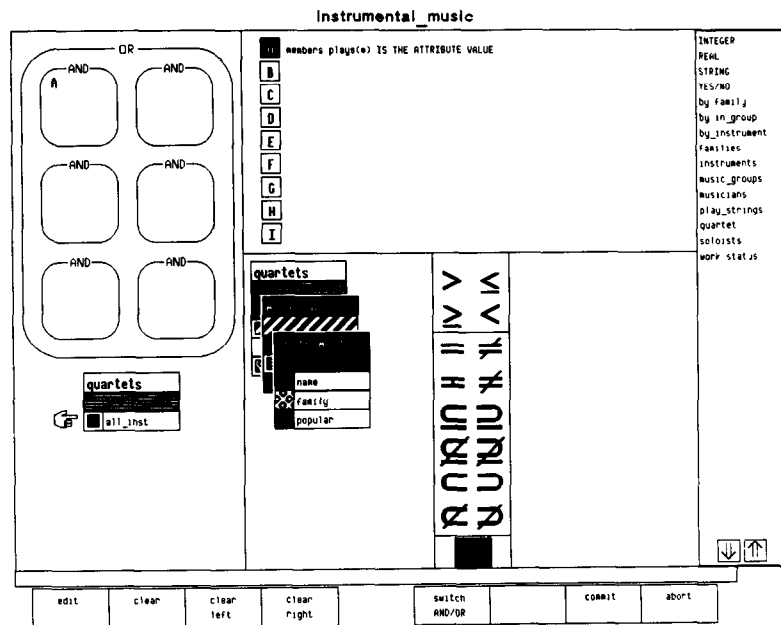 Instrumental_music
OR
AND
AND
A
AND
AND
AND
AND
quartets
all_inst
members plays(e) IS THE ATTRIBUTE VALUE
B
C
D
E
F
G
H
I
quartets
name
family
popular
INTEGER
REAL
STRING
YES/NO
by family
by in_group
by_instrument
families
instruments
music_groups
musicians
play_strings
quartet
soloists
work status
edit
clear
clear
left
clear
right
switch
AND/OR
commit
abort